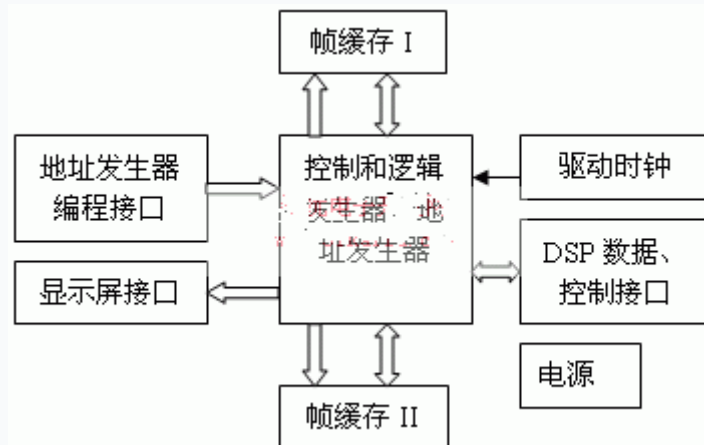 帧缓存 I
地址发生器
编程接口
控制和逻辑
发生器 地
址发生器
驱动时钟
显示屏接口
DSP 数据、
控制接口
电源
帧缓存 II